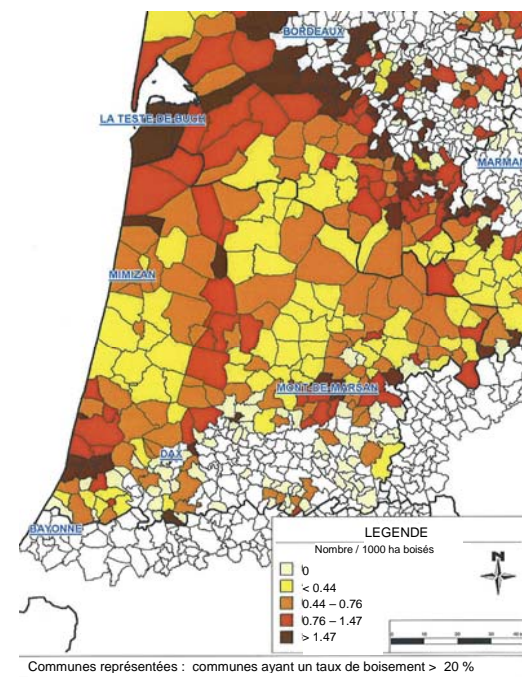 BORDEAUX
LA TESTE-DE-BUCH
MARMAN
MIMIZAN
MONT-DE-MARSAN
DAX
BAYONNE
LEGENDE
Nombre / 1000 ha boisés
0
< 0.44
0.44 – 0.76
0.76 – 1.47
> 1.47
N
Communes représentées : communes ayant un taux de boisement > 20 %